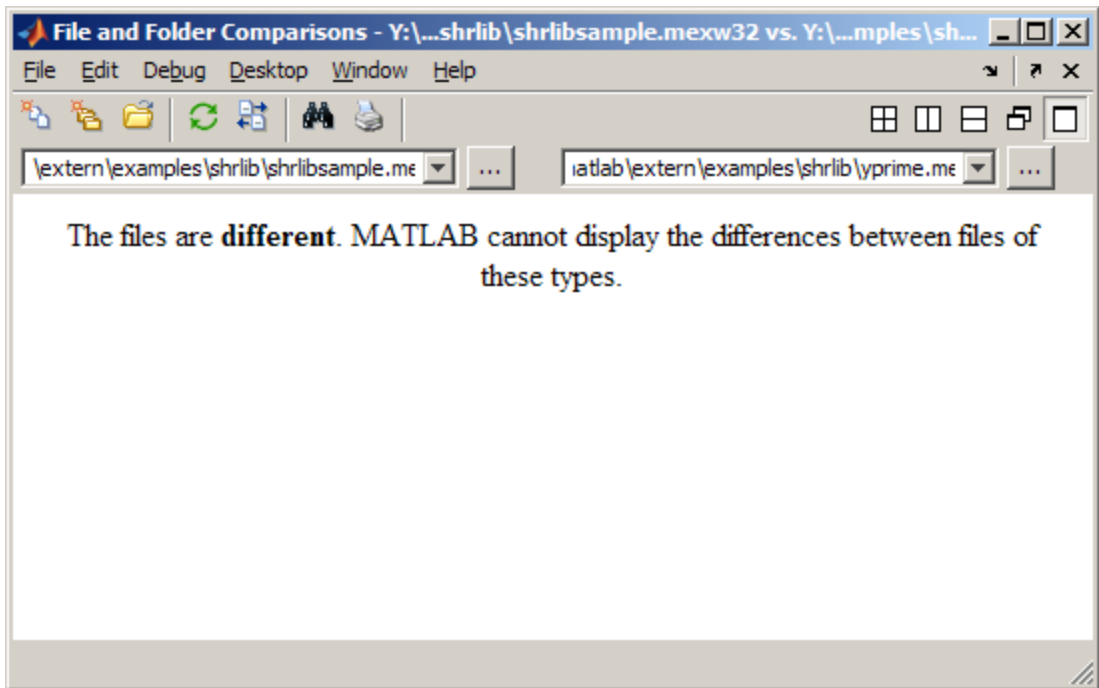 File and Folder Comparisons - Y:\...shrlib\shrlibsample.mexw32 vs. Y:\...mples\sh...
File Edit Debug Desktop Window Help
\extern\examples\shrlib\shrlibsample.me ... ıatlab\extern\examples\shrlib\yprime.me ...
The files are different. MATLAB cannot display the differences between files of
these types.